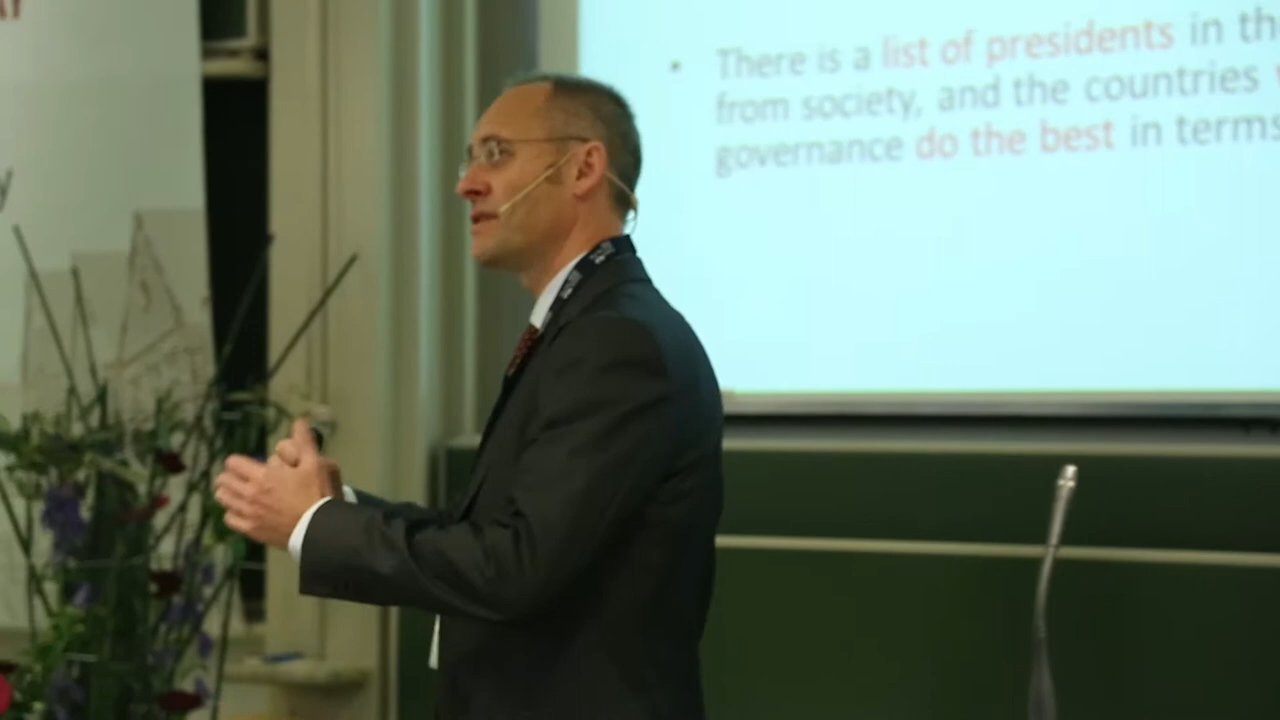 There is a list of presidents in th
from society, and the countries
governance do the best in terms